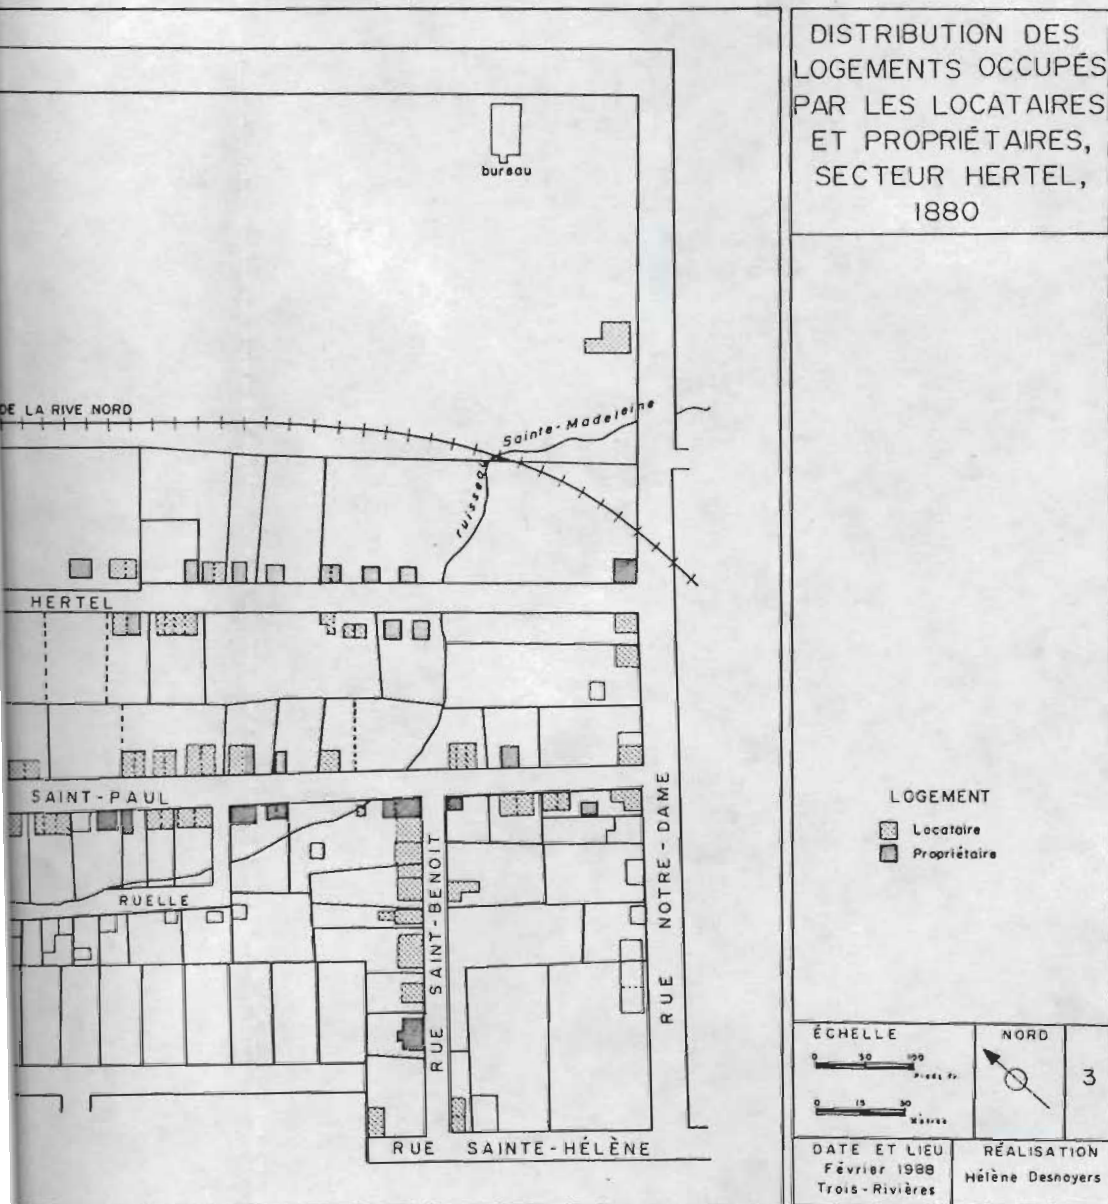 DISTRIBUTION DES
LOGEMENTS OCCUPÉS
PAR LES LOCATAIRES
ET PROPRIÉTAIRES,
SECTEUR HERTEL,
1880
bureau
DE LA RIVE NORD
ruisseau Sainte-Madeleine
HERTEL
SAINT-PAUL
RUELLE
RUE SAINT-BENOIT
RUE NOTRE-DAME
RUE SAINTE-HÉLÈNE
LOGEMENT
Locataire
Propriétaire
ÉCHELLE
0 50 100
Pieds Fr.
0 15 30
Mètres
NORD
3
DATE ET LIEU
Février 1988
Trois-Rivières
RÉALISATION
Hélène Desnoyers